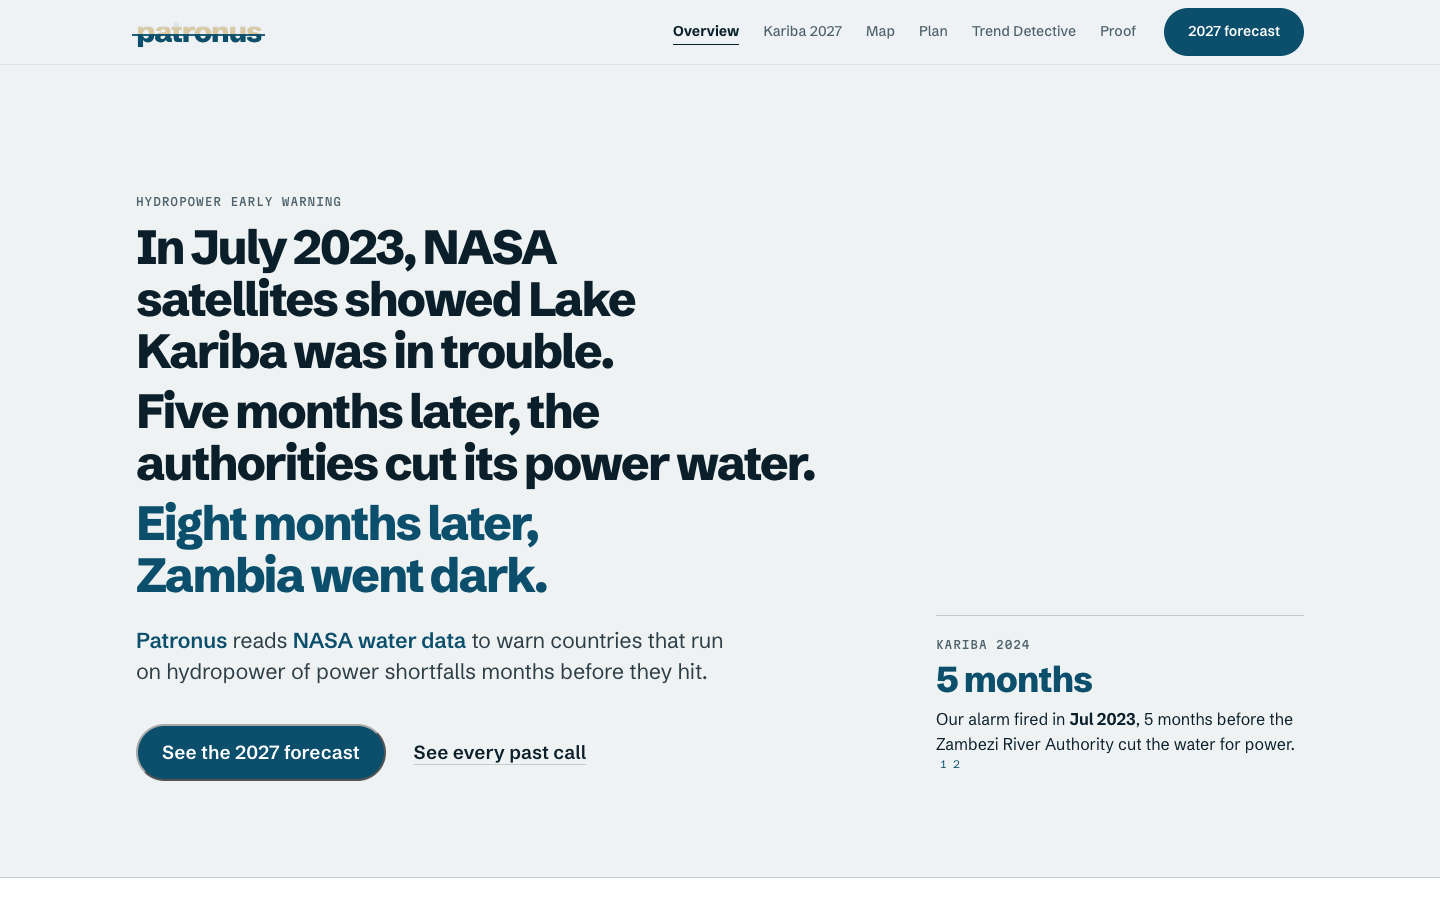 patronus
Overview Kariba 2027 Map Plan Trend Detective Proof 2027 forecast
HYDROPOWER EARLY WARNING
In July 2023, NASA
satellites showed Lake
Kariba was in trouble.
Five months later, the
authorities cut its power water.
Eight months later,
Zambia went dark.
Patronus reads NASA water data to warn countries that run
on hydropower of power shortfalls months before they hit.
See the 2027 forecast See every past call
KARIBA 2024
5 months
Our alarm fired in Jul 2023, 5 months before the
Zambezi River Authority cut the water for power.
1 2